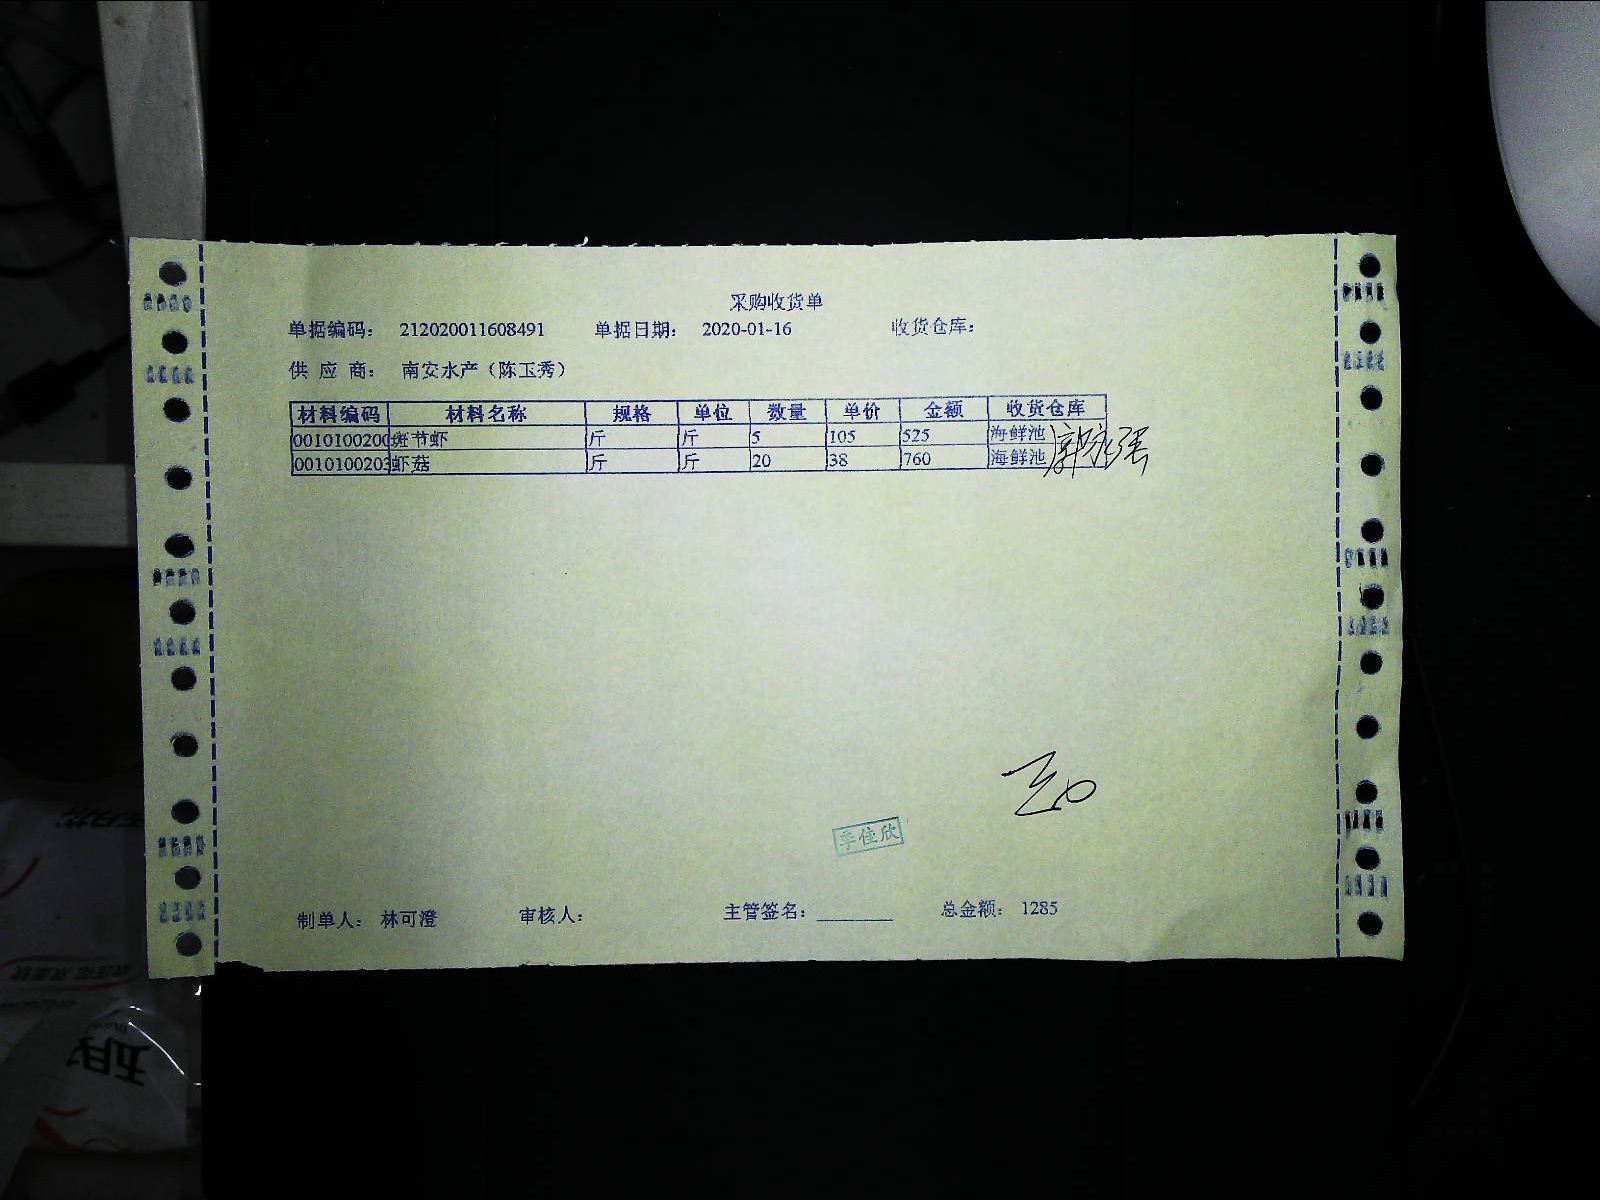 采购收货单
单据编码： 212020011608491 单据日期： 2020-01-16 收货仓库：
供 应 商： 南安水产（陈玉秀）
材料编码 材料名称 规格 单位 数量 单价 金额 收货仓库
0010100200 斑节虾 斤 斤 5 105 525 海鲜池
0010100203 虾菇 斤 斤 20 38 760 海鲜池
李佳欣
制单人： 林可澄 审核人： 主管签名： 总金额： 1285